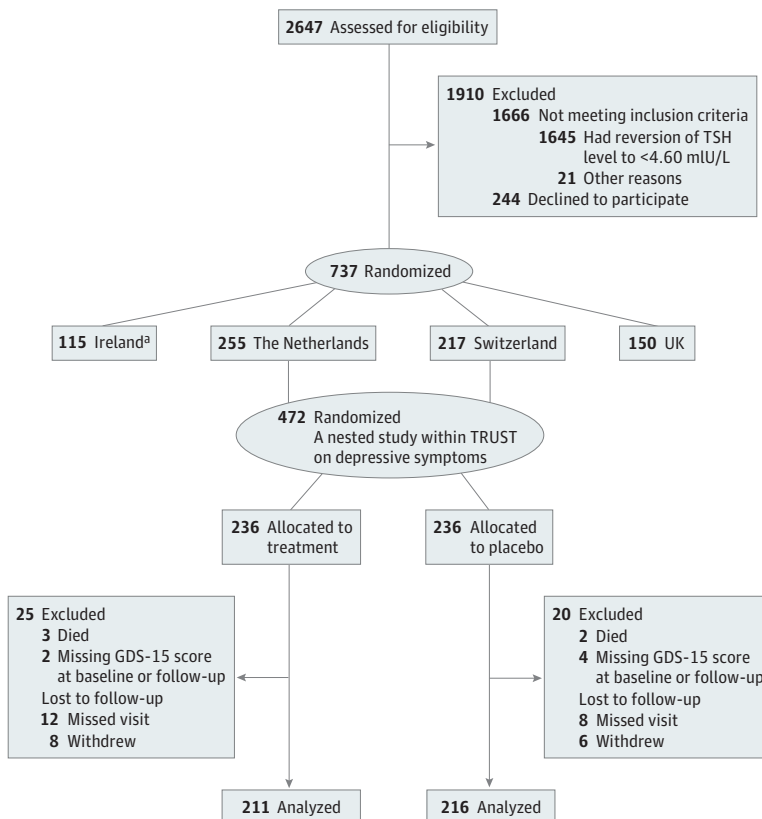 2647 Assessed for eligibility
1910 Excluded
1666 Not meeting inclusion criteria
1645 Had reversion of TSH
level to <4.60 mIU/L
21 Other reasons
244 Declined to participate
737 Randomized
115 Irelandᵃ
255 The Netherlands
217 Switzerland
150 UK
472 Randomized
A nested study within TRUST
on depressive symptoms
236 Allocated to
treatment
236 Allocated
to placebo
25 Excluded
3 Died
2 Missing GDS-15 score
at baseline or follow-up
Lost to follow-up
12 Missed visit
8 Withdrew
20 Excluded
2 Died
4 Missing GDS-15 score
at baseline or follow-up
Lost to follow-up
8 Missed visit
6 Withdrew
211 Analyzed
216 Analyzed